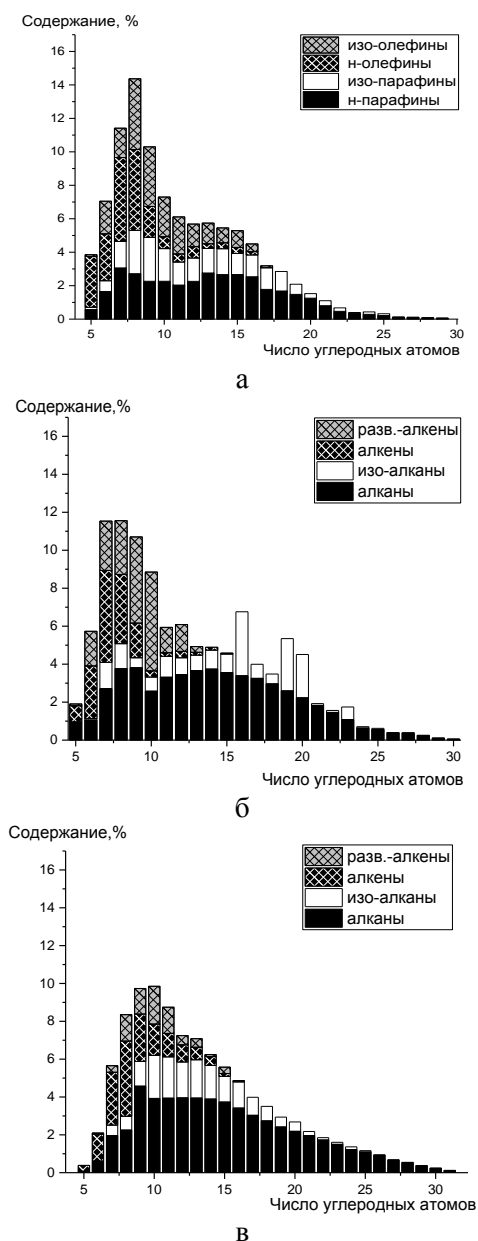 Содержание, %
16
14
12
10
8
6
4
2
0
изо-олефины
н-олефины
изо-парафины
н-парафины
5 10 15 20 25 30
Число углеродных атомов
а
Содержание,%
16
14
12
10
8
6
4
2
0
разв.-алкены
алкены
изо-алканы
алканы
5 10 15 20 25 30
Число углеродных атомов
б
Содержание,%
16
14
12
10
8
6
4
2
0
разв.-алкены
алкены
изо-алканы
алканы
5 10 15 20 25 30
Число углеродных атомов
в